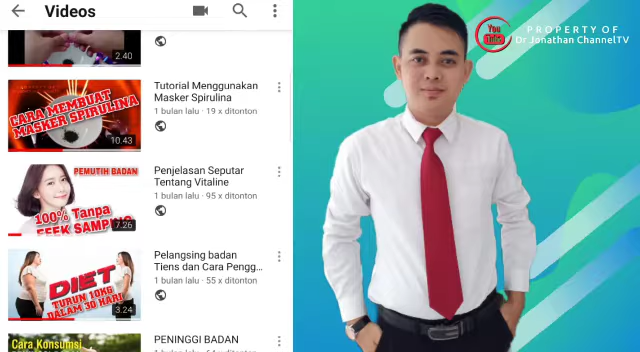 Videos
2.40
CARA MEMBUAT
MASKER SPIRULINA
10.43
Tutorial Menggunakan
Masker Spirulina
1 bulan lalu · 19 x ditonton
PEMUTIH BADAN
100% Tanpa
EFEK SAMPING
7.26
Penjelasan Seputar
Tentang Vitaline
1 bulan lalu · 95 x ditonton
DIET
TURUN 10KG
DALAM 30 HARI
3.24
Pelangsing badan
Tiens dan Cara Pengg...
1 bulan lalu · 55 x ditonton
Cara Konsumsi
PENINGGI BADAN
You
Tube
PROPERTY OF
Dr Jonathan ChannelTV